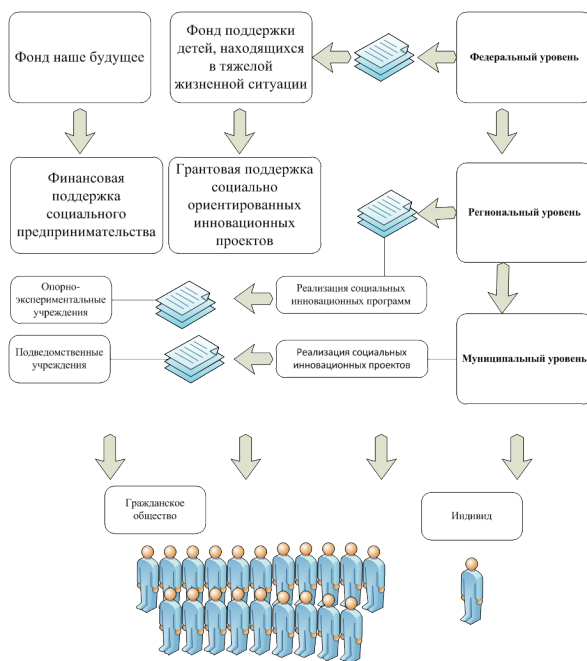 Фонд наше будущее
Фонд поддержки
детей, находящихся
в тяжелой
жизненной ситуации
Федеральный уровень
Финансовая
поддержка
социального
предпринимательства
Грантовая поддержка
социально
ориентированных
инновационных
проектов
Региональный уровень
Опорно-
экспериментальные
учреждения
Реализация социальных
инновационных программ
Подведомственные
учреждения
Реализация социальных
инновационных проектов
Муниципальный уровень
Гражданское
общество
Индивид